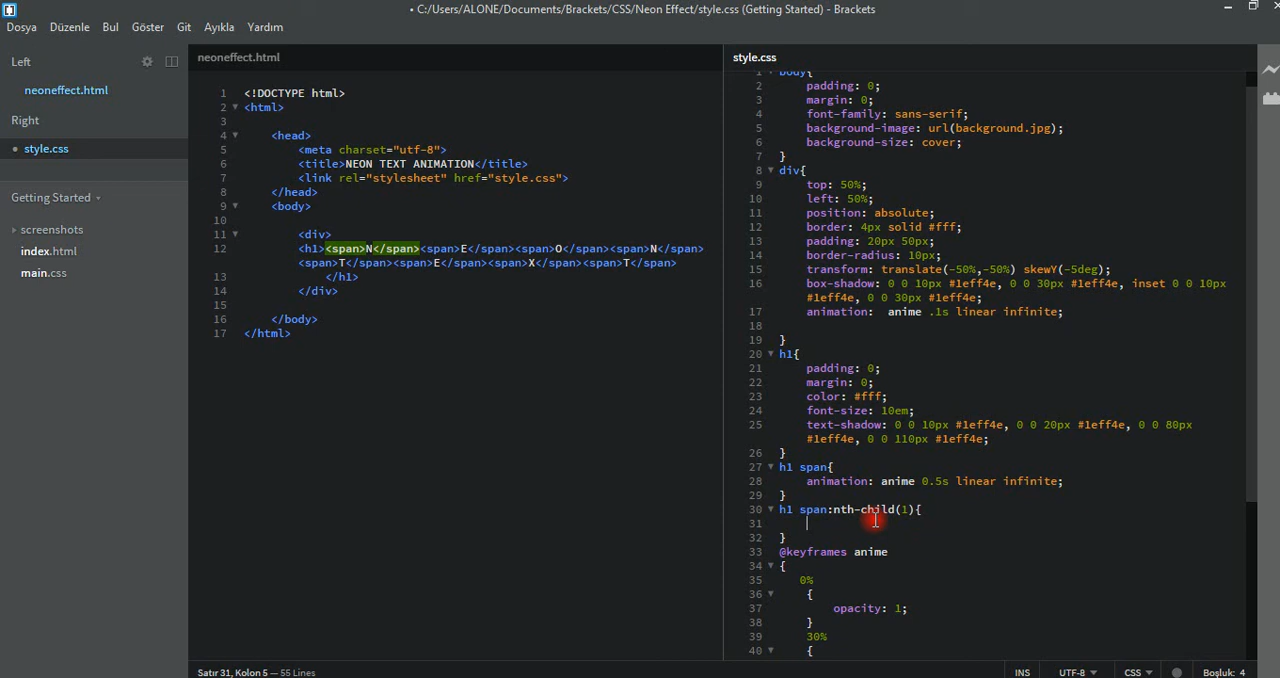 • C:/Users/ALONE/Documents/Brackets/CSS/Neon Effect/style.css (Getting Started) - Brackets
Dosya Düzenle Bul Göster Git Ayıkla Yardım
Left
neoneffect.html
Right
• style.css
Getting Started
screenshots
index.html
main.css
neoneffect.html
1 <!DOCTYPE html>
2 <html>
3
4 <head>
5 <meta charset="utf-8">
6 <title>NEON TEXT ANIMATION</title>
7 <link rel="stylesheet" href="style.css">
8 </head>
9 <body>
10
11 <div>
12 <h1><span>N</span><span>E</span><span>O</span><span>N</span>
<span>T</span><span>E</span><span>X</span><span>T</span>
13 </h1>
14 </div>
15
16 </body>
17 </html>
style.css
1 body{
2 padding: 0;
3 margin: 0;
4 font-family: sans-serif;
5 background-image: url(background.jpg);
6 background-size: cover;
7 }
8 div{
9 top: 50%;
10 left: 50%;
11 position: absolute;
12 border: 4px solid #fff;
13 padding: 20px 50px;
14 border-radius: 10px;
15 transform: translate(-50%,-50%) skewY(-5deg);
16 box-shadow: 0 0 10px #1eff4e, 0 0 30px #1eff4e, inset 0 0 10px
#1eff4e, 0 0 30px #1eff4e;
17 animation: anime .1s linear infinite;
18
19 }
20 h1{
21 padding: 0;
22 margin: 0;
23 color: #fff;
24 font-size: 10em;
25 text-shadow: 0 0 10px #1eff4e, 0 0 20px #1eff4e, 0 0 80px
#1eff4e, 0 0 110px #1eff4e;
26 }
27 h1 span{
28 animation: anime 0.5s linear infinite;
29 }
30 h1 span:nth-child(1){
31
32 }
33 @keyframes anime
34 {
35 0%
36 {
37 opacity: 1;
38 }
39 30%
40 {
Satır 31, Kolon 5 — 55 Lines
INS UTF-8 CSS Boşluk: 4